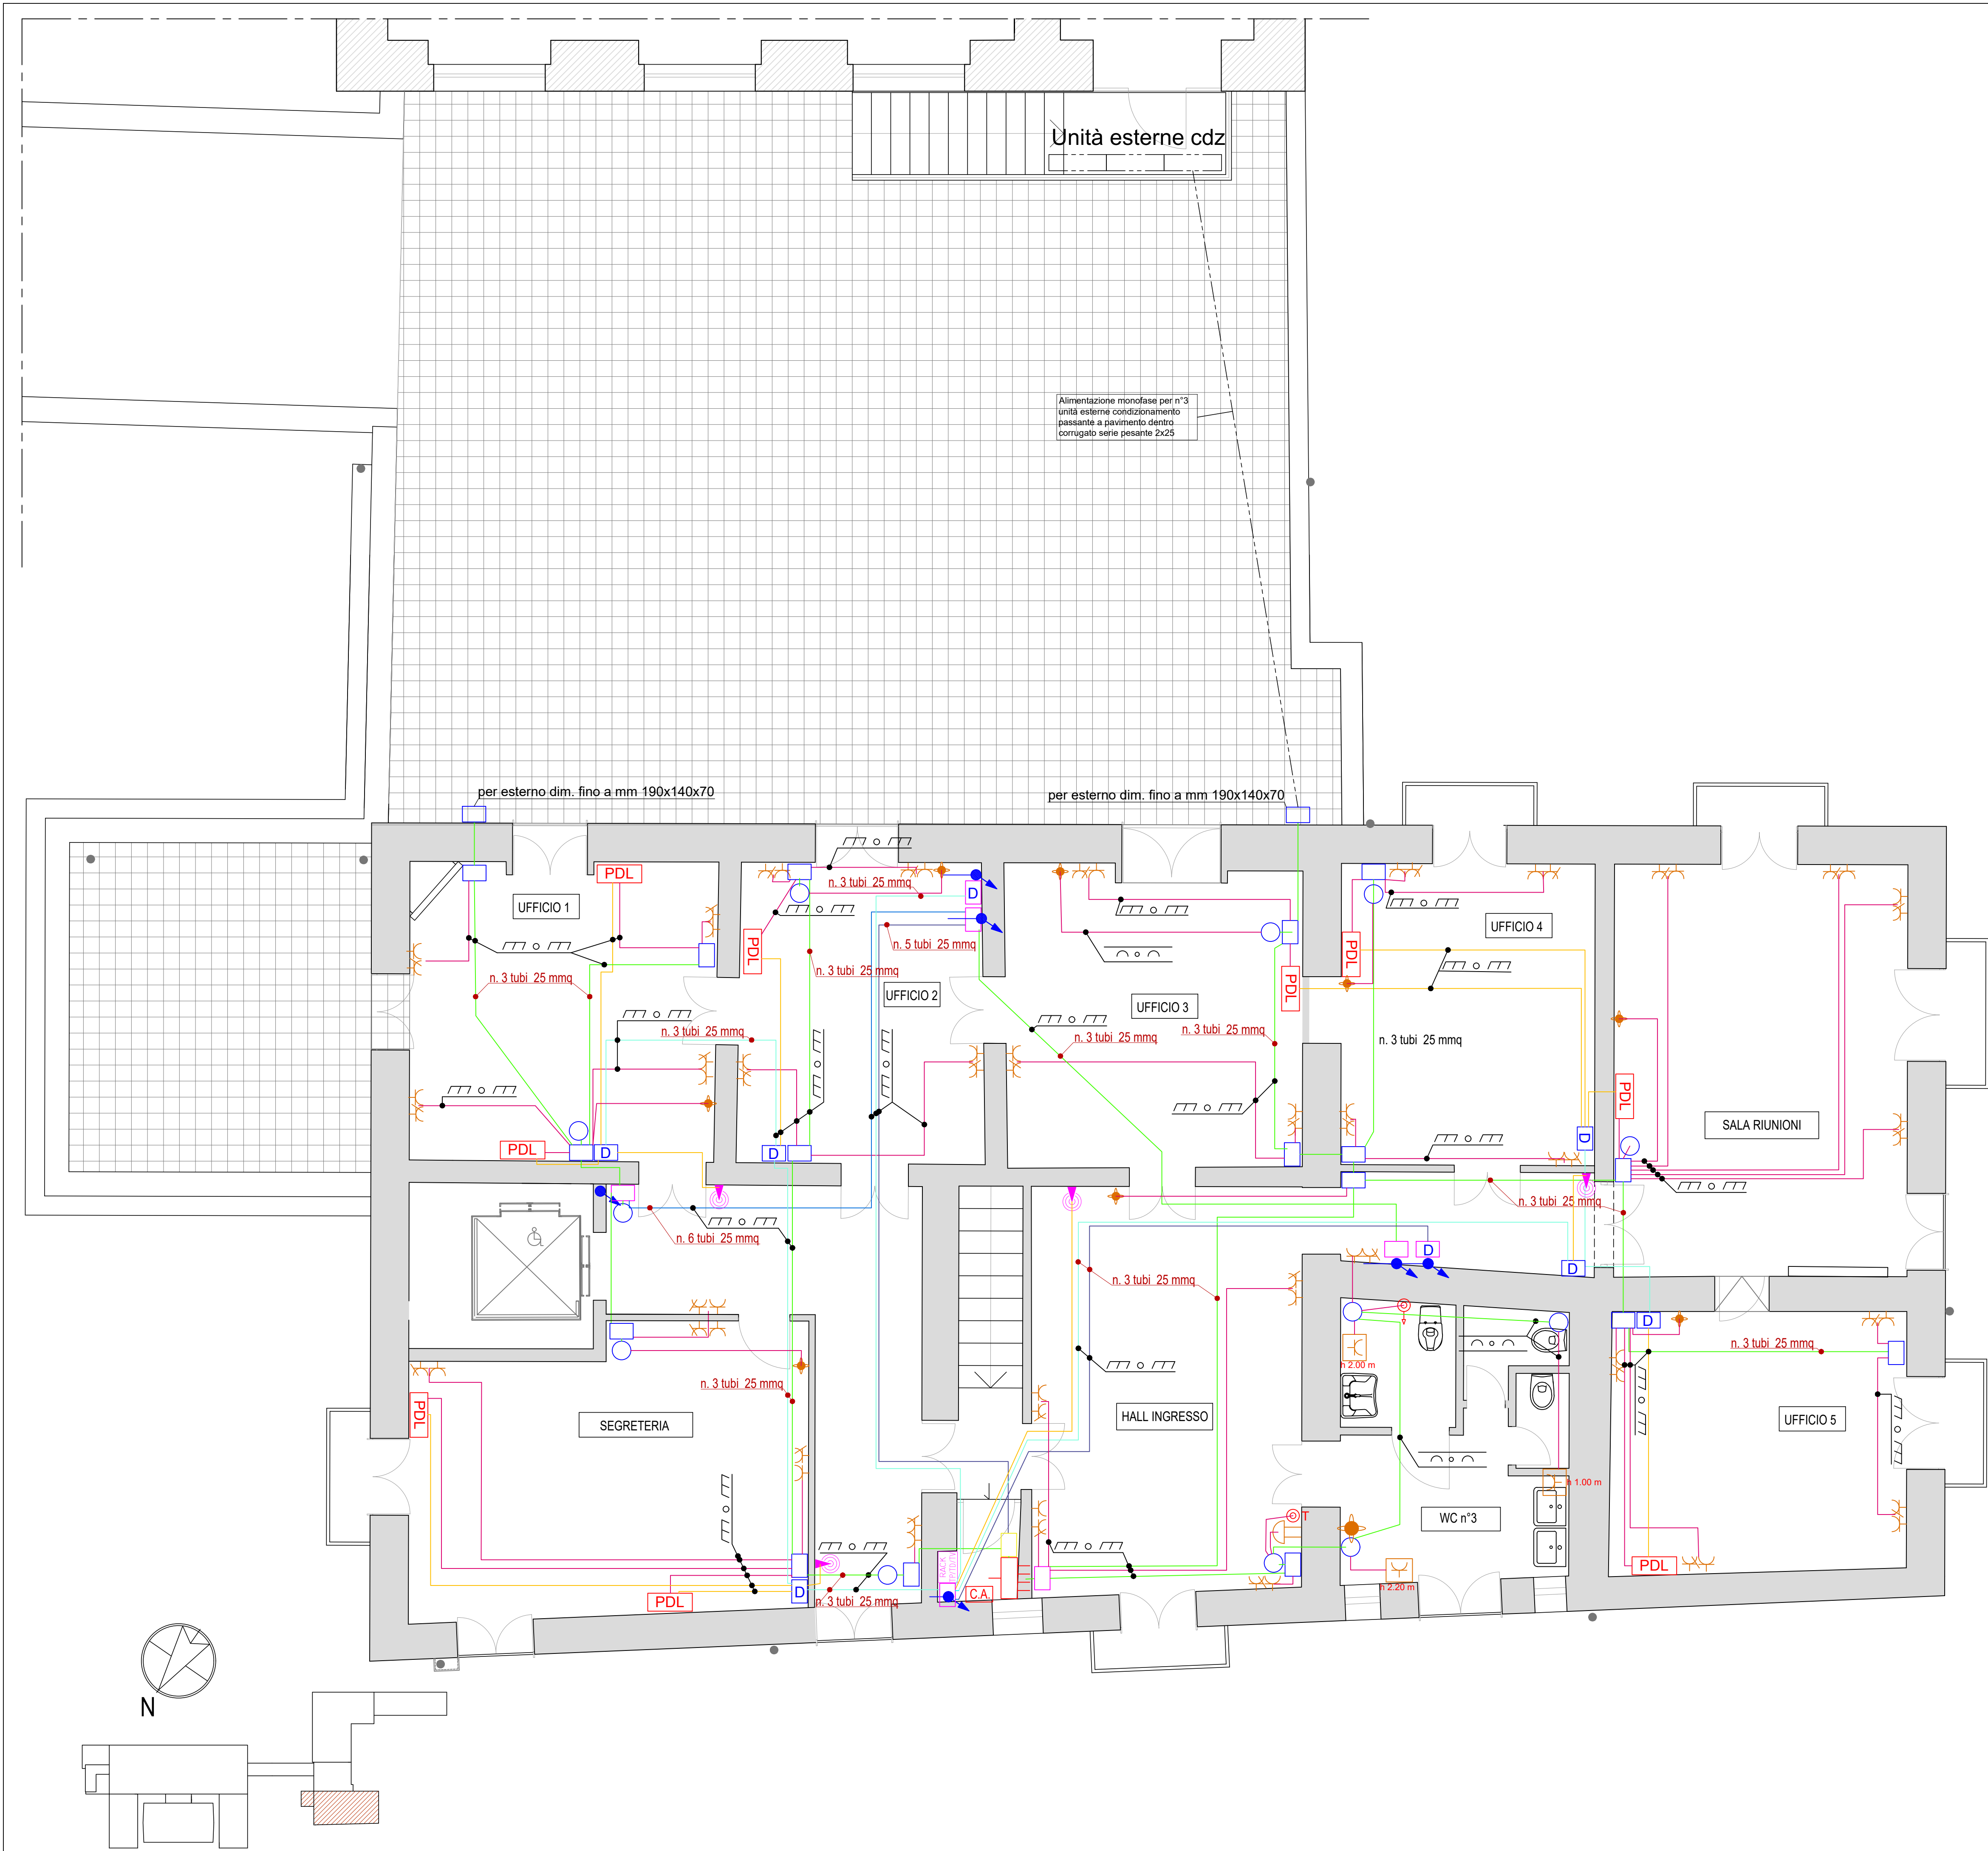 Unità esterne cdz
Alimentazione monofase per n°3
unità esterne condizionamento
passante a pavimento dentro
corrugato serie pesante 2x25
per esterno dim. fino a mm 190x140x70
per esterno dim. fino a mm 190x140x70
PDL
UFFICIO 1
n. 3 tubi 25 mmq
D
n. 3 tubi 25 mmq
UFFICIO 4
PDL
PDL
n. 5 tubi 25 mmq
n. 3 tubi 25 mmq
n. 3 tubi 25 mmq
PDL
UFFICIO 2
UFFICIO 3
n. 3 tubi 25 mmq
n. 3 tubi 25 mmq
n. 3 tubi 25 mmq
n. 3 tubi 25 mmq
PDL
SALA RIUNIONI
D
PDL
D
D
n. 3 tubi 25 mmq
n. 6 tubi 25 mmq
D
D
n. 3 tubi 25 mmq
D
n. 3 tubi 25 mmq
h 2.00 m
n. 3 tubi 25 mmq
PDL
SEGRETERIA
HALL INGRESSO
UFFICIO 5
h 1.00 m
WC n°3
T
RACK
D
PDL
C.A.
h 2.20 m
PDL
n. 3 tubi 25 mmq
N